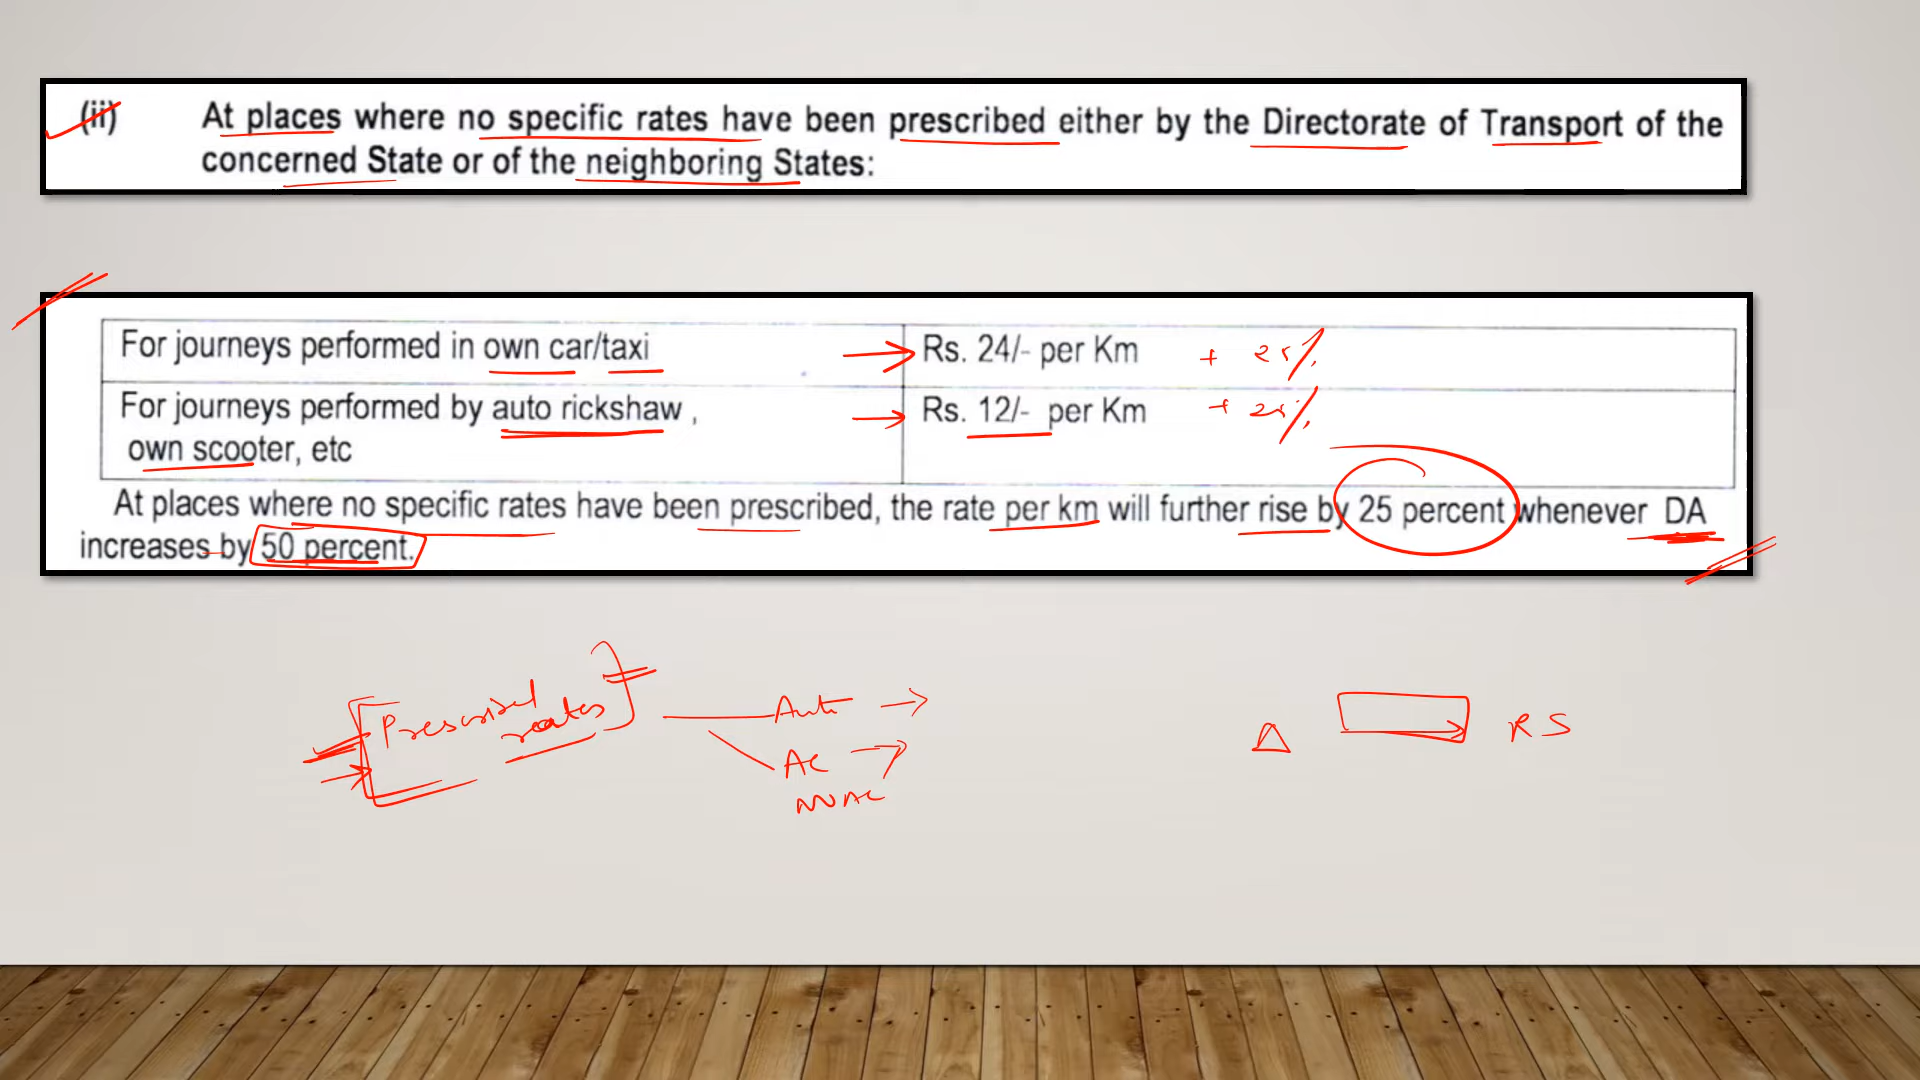 (ii) At places where no specific rates have been prescribed either by the Directorate of Transport of the
concerned State or of the neighboring States:
For journeys performed in own car/taxi Rs. 24/- per Km + 25%
For journeys performed by auto rickshaw , Rs. 12/- per Km + 25%
own scooter, etc
At places where no specific rates have been prescribed, the rate per km will further rise by 25 percent whenever DA
increases by 50 percent.
Prescribed
rates
Auto
AC
NON AC
RS